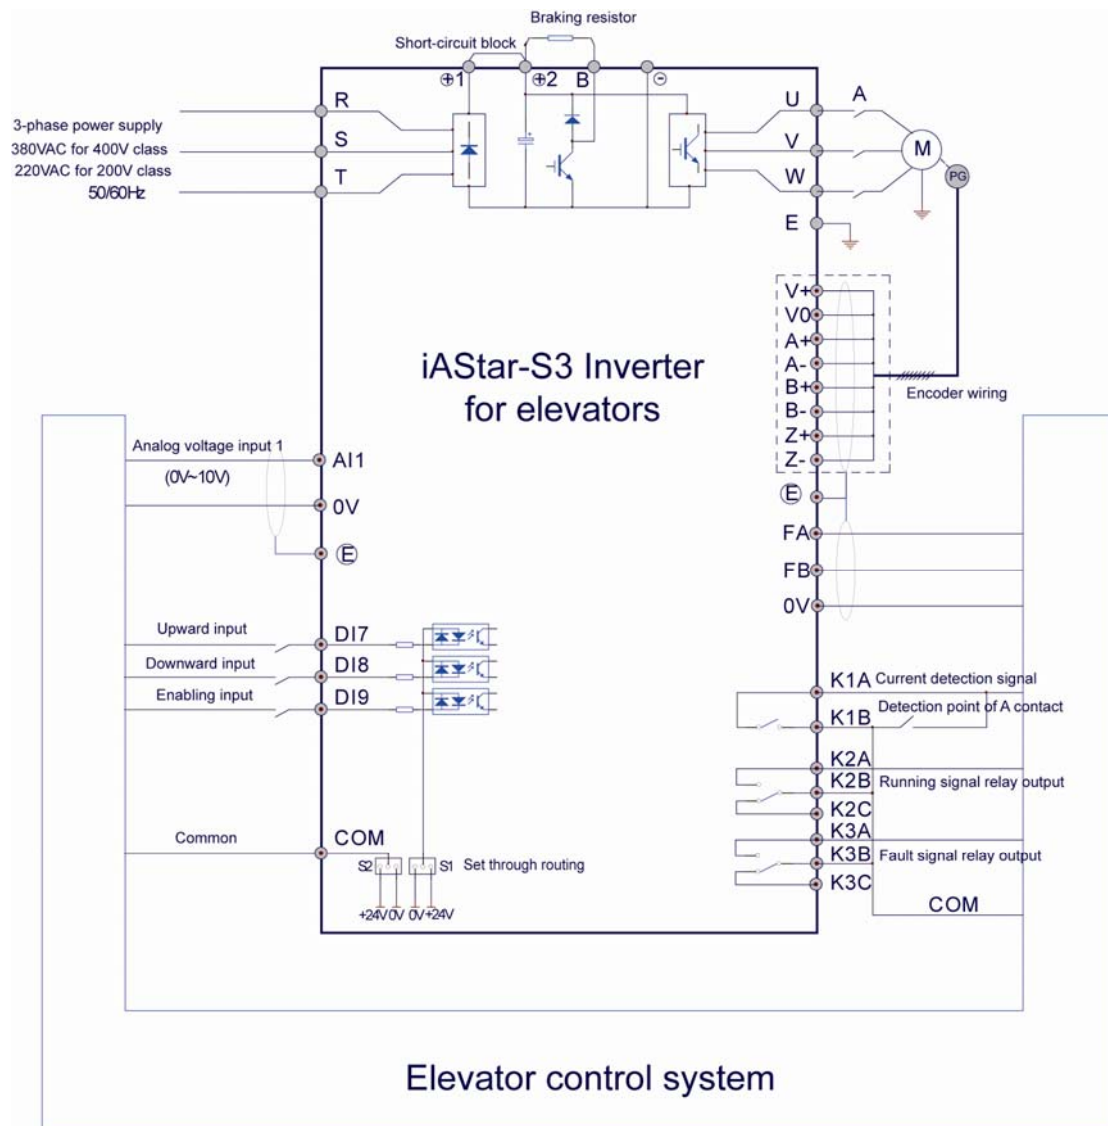 Braking resistor
Short-circuit block
⊕1
⊕2
B
⊖
R
S
T
3-phase power supply
380VAC for 400V class
220VAC for 200V class
50/60Hz
U
V
W
E
A
M
PG
V+
V0
A+
A-
B+
B-
Z+
Z-
Ⓔ
Encoder wiring
iAStar-S3 Inverter
for elevators
Analog voltage input 1
(0V~10V)
AI1
0V
Ⓔ
FA
FB
0V
Upward input
DI7
Downward input
DI8
Enabling input
DI9
K1A
Current detection signal
K1B
Detection point of A contact
K2A
K2B
Running signal relay output
K2C
K3A
K3B
Fault signal relay output
K3C
COM
Common
COM
S2
S1
Set through routing
+24V
0V
0V
+24V
Elevator control system